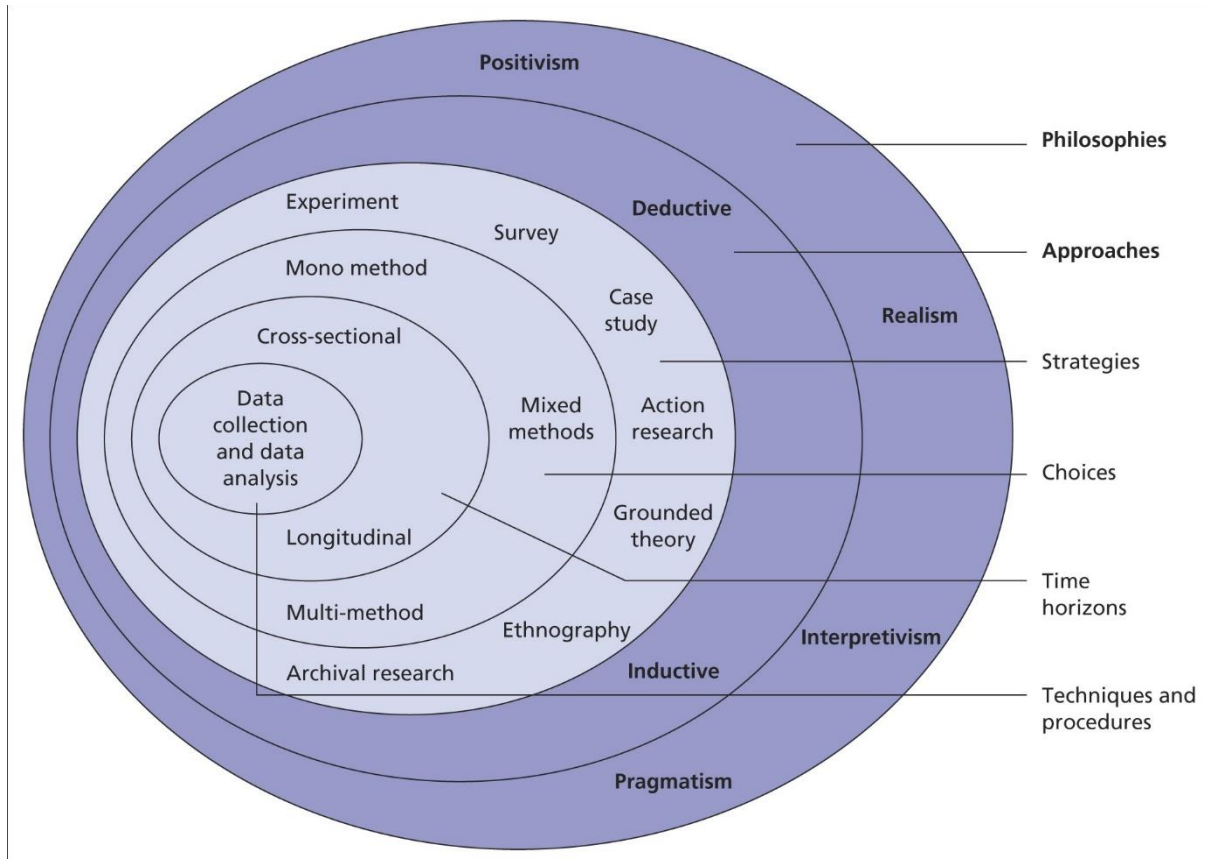 Positivism
Philosophies
Experiment
Deductive
Survey
Approaches
Mono method
Case
study
Realism
Cross-sectional
Strategies
Data
collection
and data
analysis
Mixed
methods
Action
research
Choices
Grounded
theory
Longitudinal
Time
horizons
Multi-method
Ethnography
Interpretivism
Archival research
Inductive
Techniques and
procedures
Pragmatism